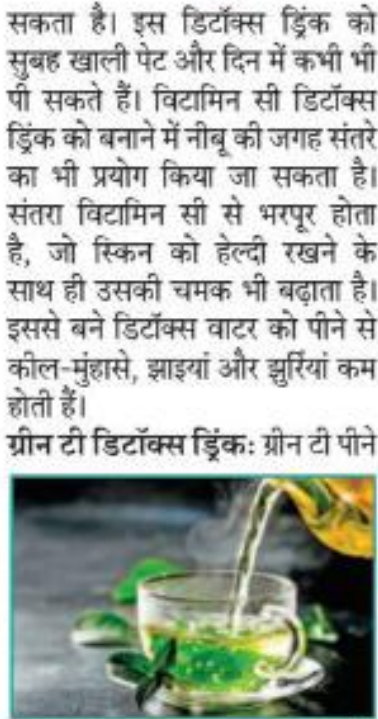 सकता है। इस डिटॉक्स ड्रिंक को
सुबह खाली पेट और दिन में कभी भी
पी सकते हैं। विटामिन सी डिटॉक्स
ड्रिंक को बनाने में नीबू की जगह संतरे
का भी प्रयोग किया जा सकता है।
संतरा विटामिन सी से भरपूर होता
है, जो स्किन को हेल्दी रखने के
साथ ही उसकी चमक भी बढ़ाता है।
इससे बने डिटॉक्स वाटर को पीने से
कील-मुंहासे, झाइयां और झुर्रियां कम
होती हैं।
ग्रीन टी डिटॉक्स ड्रिंकः ग्रीन टी पीने